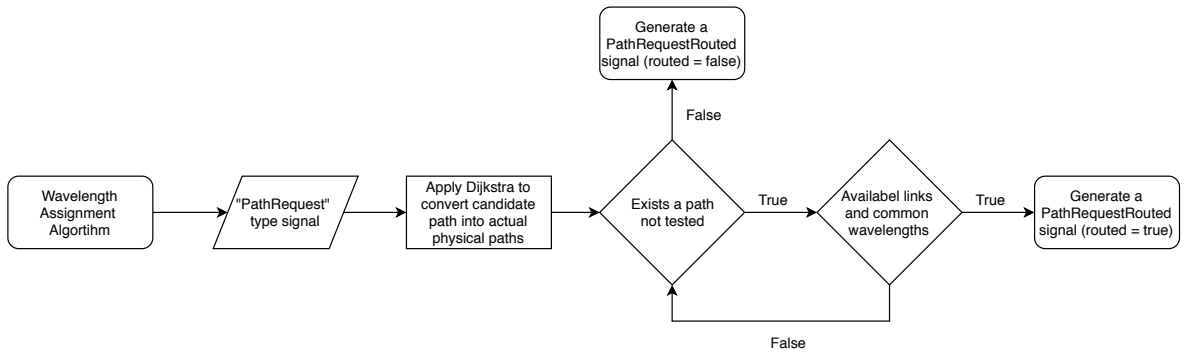 Generate a
PathRequestRouted
signal (routed = false)
False
Wavelength
Assignment
Algortihm
"PathRequest"
type signal
Apply Dijkstra to
convert candidate
path into actual
physical paths
Exists a path
not tested
True
Availabel links
and common
wavelengths
True
Generate a
PathRequestRouted
signal (routed = true)
False